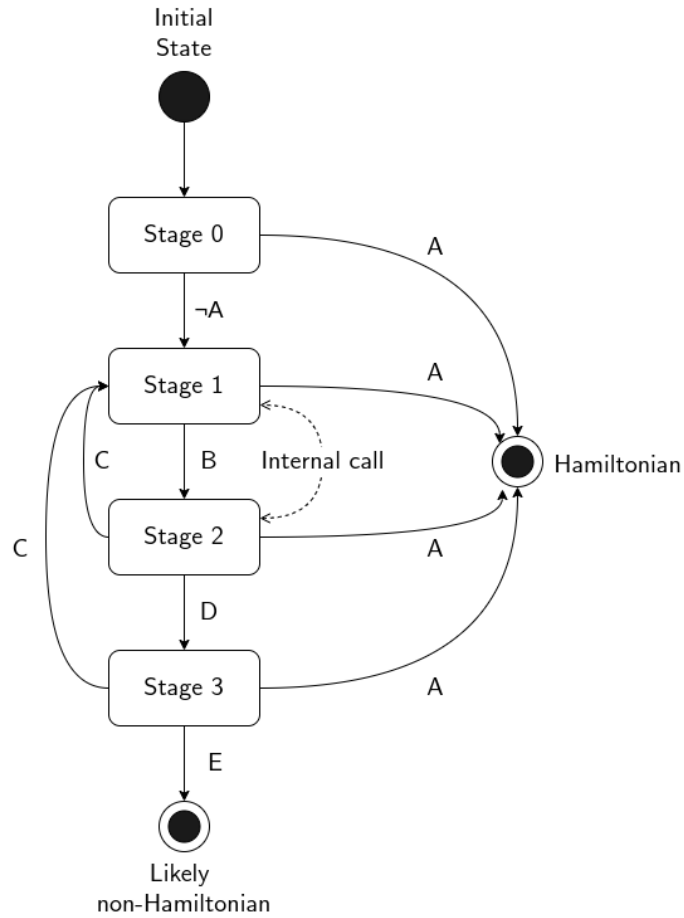 Initial
State
Stage 0
A
¬A
Stage 1
A
C
B
Internal call
Hamiltonian
Stage 2
C
A
D
Stage 3
A
E
Likely
non-Hamiltonian